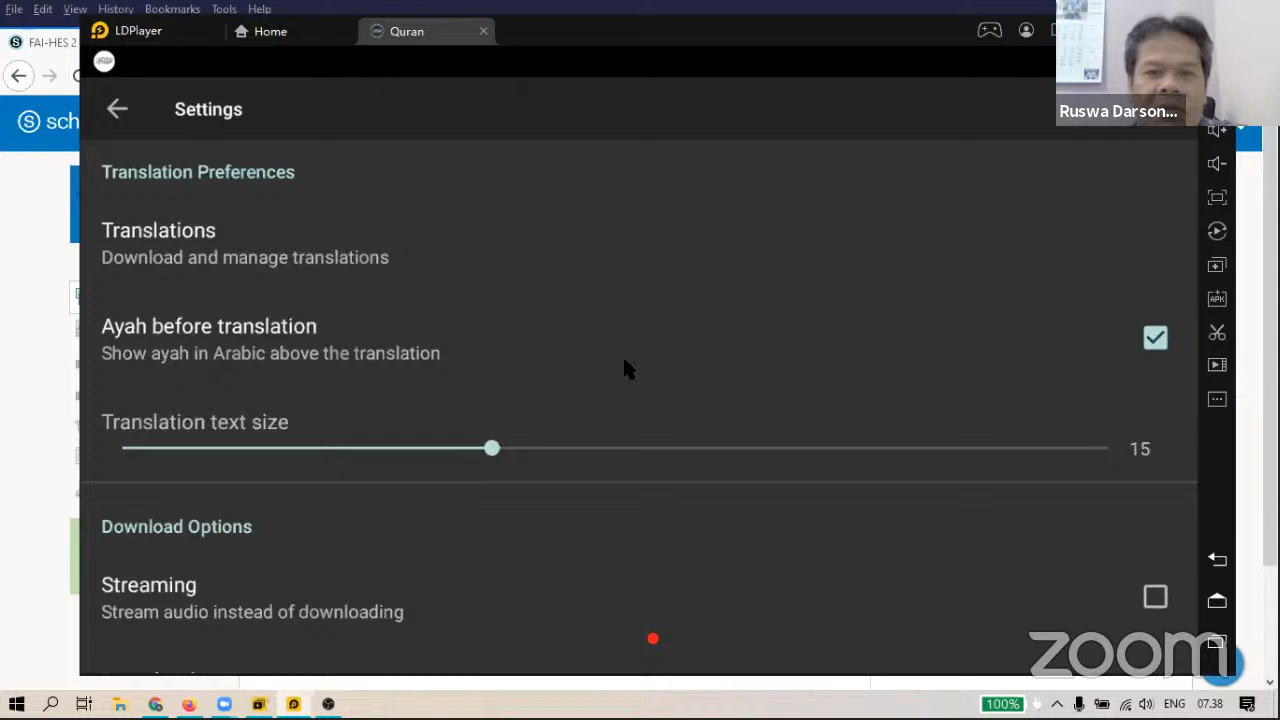 File Edit View History Bookmarks Tools Help
LDPlayer Home Quran
FAI-HES 2
Ruswa Darson...
sch
Settings
Translation Preferences
Translations
Download and manage translations
Ayah before translation
Show ayah in Arabic above the translation
Translation text size
15
Download Options
Streaming
Stream audio instead of downloading
APK
zoom
100% ENG 07.38